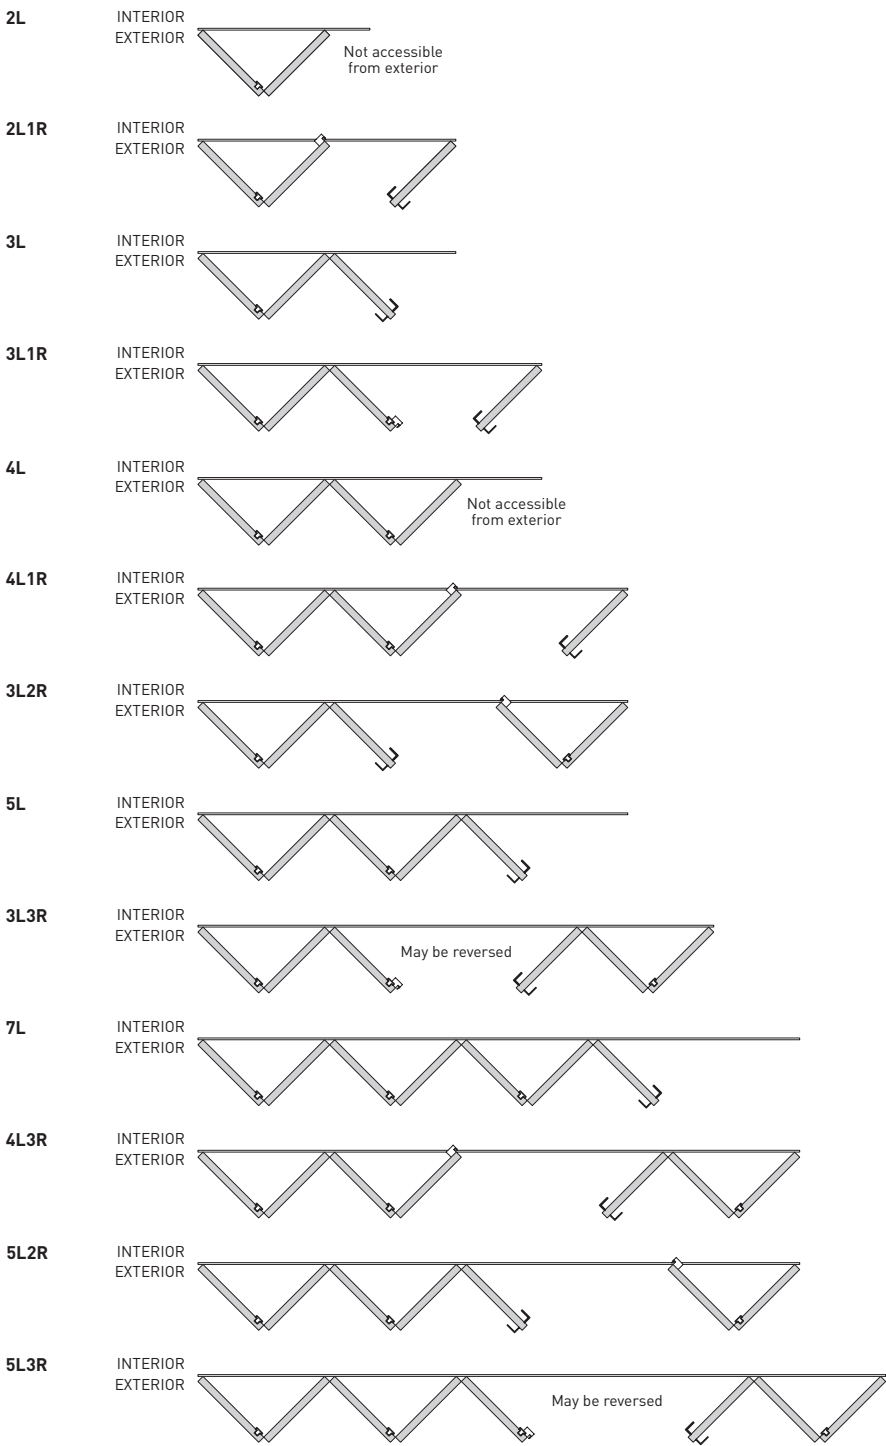 2L INTERIOR
EXTERIOR
Not accessible
from exterior
2L1R INTERIOR
EXTERIOR
3L INTERIOR
EXTERIOR
3L1R INTERIOR
EXTERIOR
4L INTERIOR
EXTERIOR
Not accessible
from exterior
4L1R INTERIOR
EXTERIOR
3L2R INTERIOR
EXTERIOR
5L INTERIOR
EXTERIOR
3L3R INTERIOR
EXTERIOR
May be reversed
7L INTERIOR
EXTERIOR
4L3R INTERIOR
EXTERIOR
5L2R INTERIOR
EXTERIOR
5L3R INTERIOR
EXTERIOR
May be reversed